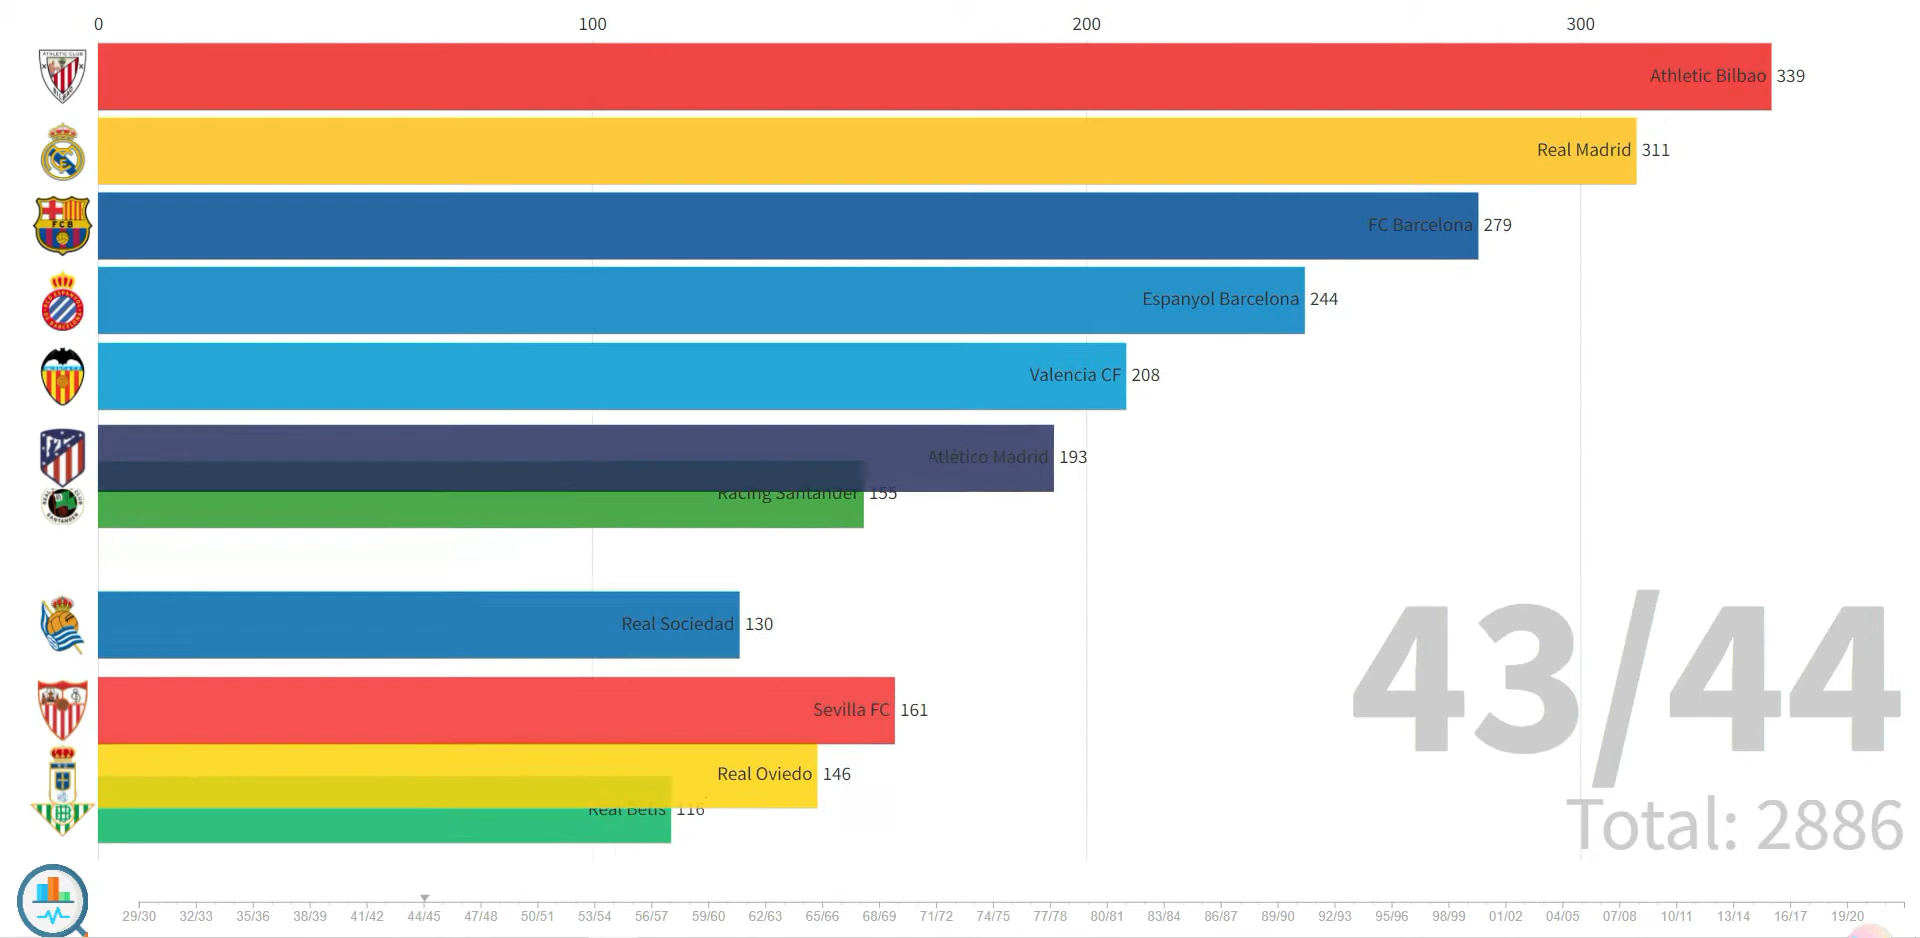 0 100 200 300
Athletic Bilbao 339
Real Madrid 311
FC Barcelona 279
Espanyol Barcelona 244
Valencia CF 208
Atlético Madrid 193
Racing Santander 155
Real Sociedad 130
Sevilla FC 161
Real Oviedo 146
Real Betis 116
43/44
Total: 2886
29/30 32/33 35/36 38/39 41/42 44/45 47/48 50/51 53/54 56/57 59/60 62/63 65/66 68/69 71/72 74/75 77/78 80/81 83/84 86/87 89/90 92/93 95/96 98/99 01/02 04/05 07/08 10/11 13/14 16/17 19/20